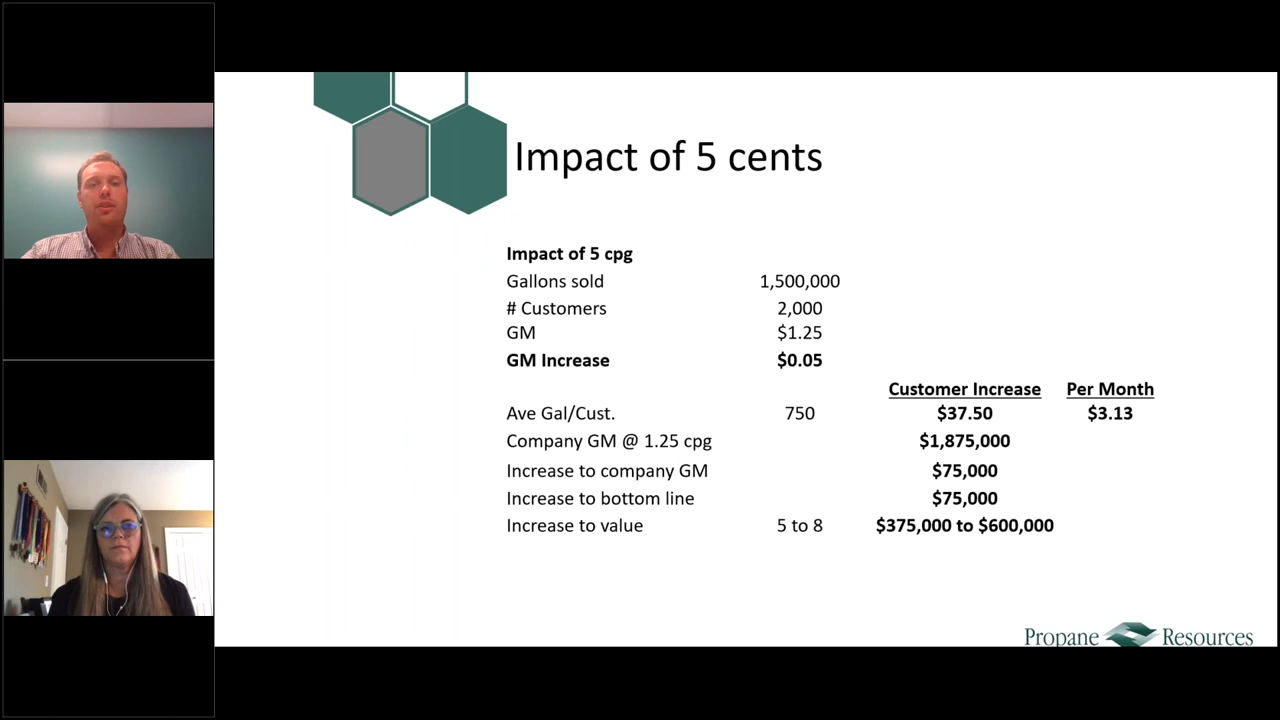 Impact of 5 cents
Impact of 5 cpg
Gallons sold 1,500,000
# Customers 2,000
GM $1.25
GM Increase $0.05
Customer Increase Per Month
Ave Gal/Cust. 750 $37.50 $3.13
Company GM @ 1.25 cpg $1,875,000
Increase to company GM $75,000
Increase to bottom line $75,000
Increase to value 5 to 8 $375,000 to $600,000
Propane Resources